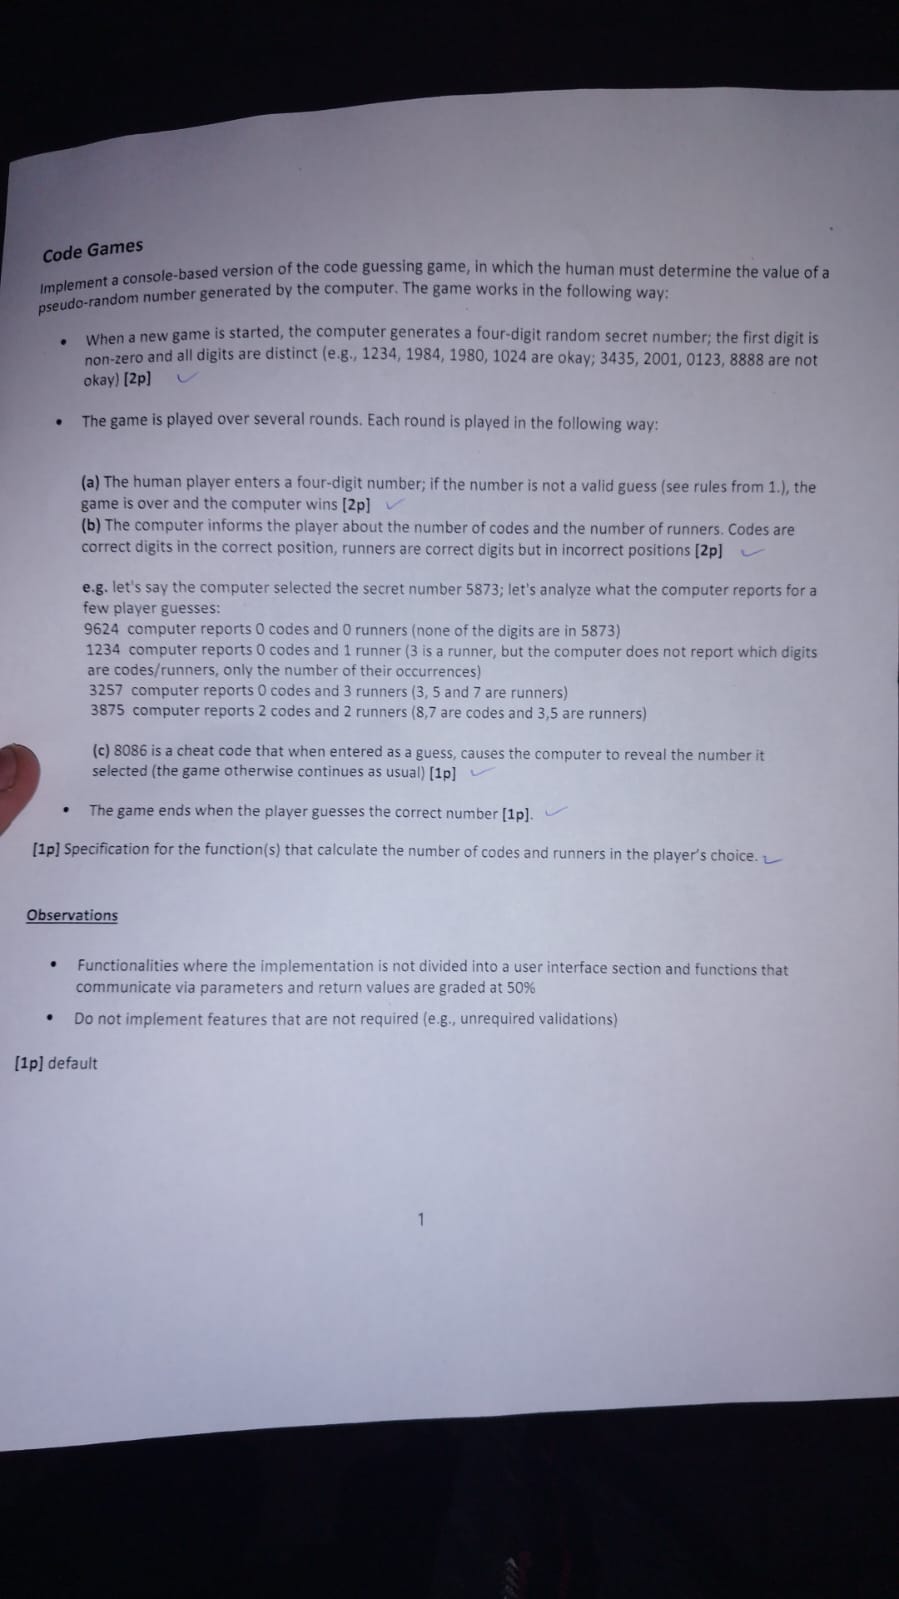 Code Games
Implement a console-based version of the code guessing game, in which the human must determine the value of a
pseudo-random number generated by the computer. The game works in the following way:
• When a new game is started, the computer generates a four-digit random secret number; the first digit is
non-zero and all digits are distinct (e.g., 1234, 1984, 1980, 1024 are okay; 3435, 2001, 0123, 8888 are not
okay) [2p]
• The game is played over several rounds. Each round is played in the following way:
(a) The human player enters a four-digit number; if the number is not a valid guess (see rules from 1.), the
game is over and the computer wins [2p]
(b) The computer informs the player about the number of codes and the number of runners. Codes are
correct digits in the correct position, runners are correct digits but in incorrect positions [2p]
e.g. let's say the computer selected the secret number 5873; let's analyze what the computer reports for a
few player guesses:
9624 computer reports 0 codes and 0 runners (none of the digits are in 5873)
1234 computer reports 0 codes and 1 runner (3 is a runner, but the computer does not report which digits
are codes/runners, only the number of their occurrences)
3257 computer reports 0 codes and 3 runners (3, 5 and 7 are runners)
3875 computer reports 2 codes and 2 runners (8,7 are codes and 3,5 are runners)
(c) 8086 is a cheat code that when entered as a guess, causes the computer to reveal the number it
selected (the game otherwise continues as usual) [1p]
• The game ends when the player guesses the correct number [1p].
[1p] Specification for the function(s) that calculate the number of codes and runners in the player's choice.
Observations
• Functionalities where the implementation is not divided into a user interface section and functions that
communicate via parameters and return values are graded at 50%
• Do not implement features that are not required (e.g., unrequired validations)
[1p] default
1